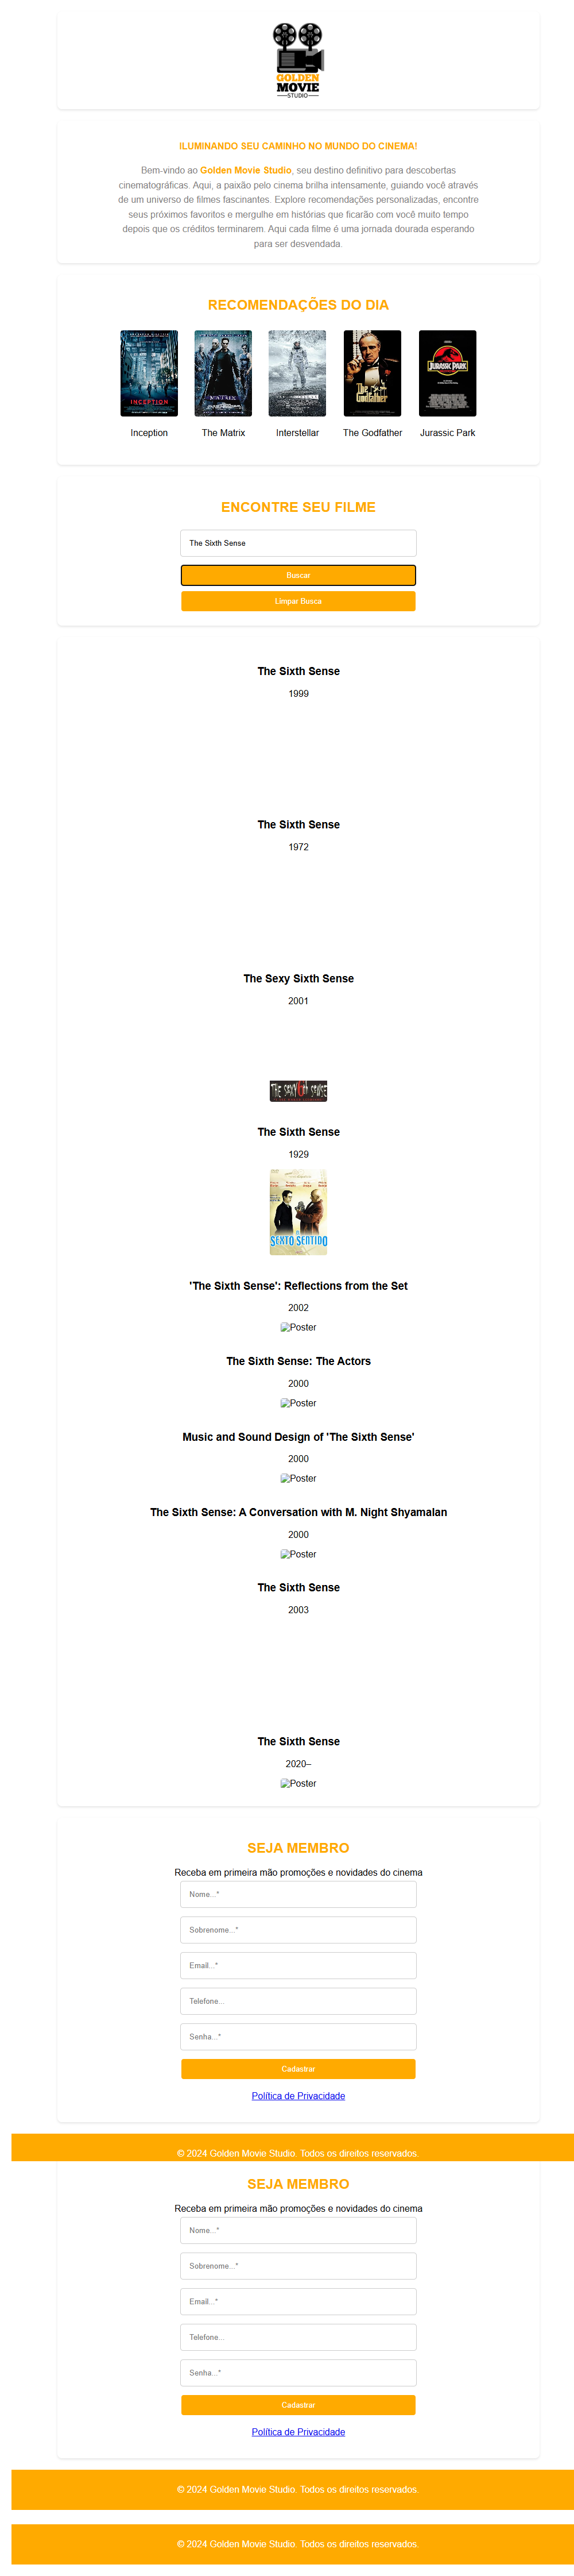 GOLDEN
MOVIE
STUDIO
ILUMINANDO SEU CAMINHO NO MUNDO DO CINEMA!
Bem-vindo ao Golden Movie Studio, seu destino definitivo para descobertas
cinematográficas. Aqui, a paixão pelo cinema brilha intensamente, guiando você através
de um universo de filmes fascinantes. Explore recomendações personalizadas, encontre
seus próximos favoritos e mergulhe em histórias que ficarão com você muito tempo
depois que os créditos terminarem. Aqui cada filme é uma jornada dourada esperando
para ser desvendada.
RECOMENDAÇÕES DO DIA
INCEPTION
MATRIX
INTERSTELLAR
The Godfather
JURASSIC PARK
Inception
The Matrix
Interstellar
The Godfather
Jurassic Park
ENCONTRE SEU FILME
The Sixth Sense
Buscar
Limpar Busca
The Sixth Sense
1999
The Sixth Sense
1972
The Sexy Sixth Sense
2001
THE SEXY 6TH SENSE
The Sixth Sense
1929
SEXTO SENTIDO
'The Sixth Sense': Reflections from the Set
2002
Poster
The Sixth Sense: The Actors
2000
Poster
Music and Sound Design of 'The Sixth Sense'
2000
Poster
The Sixth Sense: A Conversation with M. Night Shyamalan
2000
Poster
The Sixth Sense
2003
The Sixth Sense
2020–
Poster
SEJA MEMBRO
Receba em primeira mão promoções e novidades do cinema
Nome...*
Sobrenome...*
Email...*
Telefone...
Senha...*
Cadastrar
Política de Privacidade
© 2024 Golden Movie Studio. Todos os direitos reservados.
SEJA MEMBRO
Receba em primeira mão promoções e novidades do cinema
Nome...*
Sobrenome...*
Email...*
Telefone...
Senha...*
Cadastrar
Política de Privacidade
© 2024 Golden Movie Studio. Todos os direitos reservados.
© 2024 Golden Movie Studio. Todos os direitos reservados.